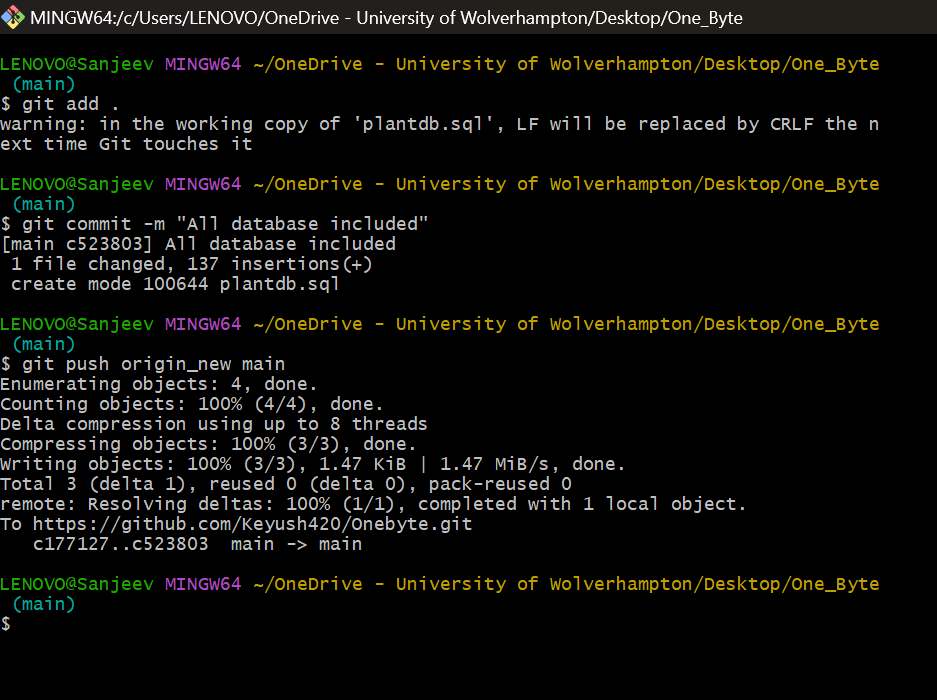 MINGW64:/c/Users/LENOVO/OneDrive - University of Wolverhampton/Desktop/One_Byte
LENOVO@Sanjeev MINGW64 ~/OneDrive - University of Wolverhampton/Desktop/One_Byte
(main)
$ git add .
warning: in the working copy of 'plantdb.sql', LF will be replaced by CRLF the n
ext time Git touches it
LENOVO@Sanjeev MINGW64 ~/OneDrive - University of Wolverhampton/Desktop/One_Byte
(main)
$ git commit -m "All database included"
[main c523803] All database included
1 file changed, 137 insertions(+)
create mode 100644 plantdb.sql
LENOVO@Sanjeev MINGW64 ~/OneDrive - University of Wolverhampton/Desktop/One_Byte
(main)
$ git push origin_new main
Enumerating objects: 4, done.
Counting objects: 100% (4/4), done.
Delta compression using up to 8 threads
Compressing objects: 100% (3/3), done.
Writing objects: 100% (3/3), 1.47 KiB | 1.47 MiB/s, done.
Total 3 (delta 1), reused 0 (delta 0), pack-reused 0
remote: Resolving deltas: 100% (1/1), completed with 1 local object.
To https://github.com/Keyush420/Onebyte.git
c177127..c523803  main -> main
LENOVO@Sanjeev MINGW64 ~/OneDrive - University of Wolverhampton/Desktop/One_Byte
(main)
$